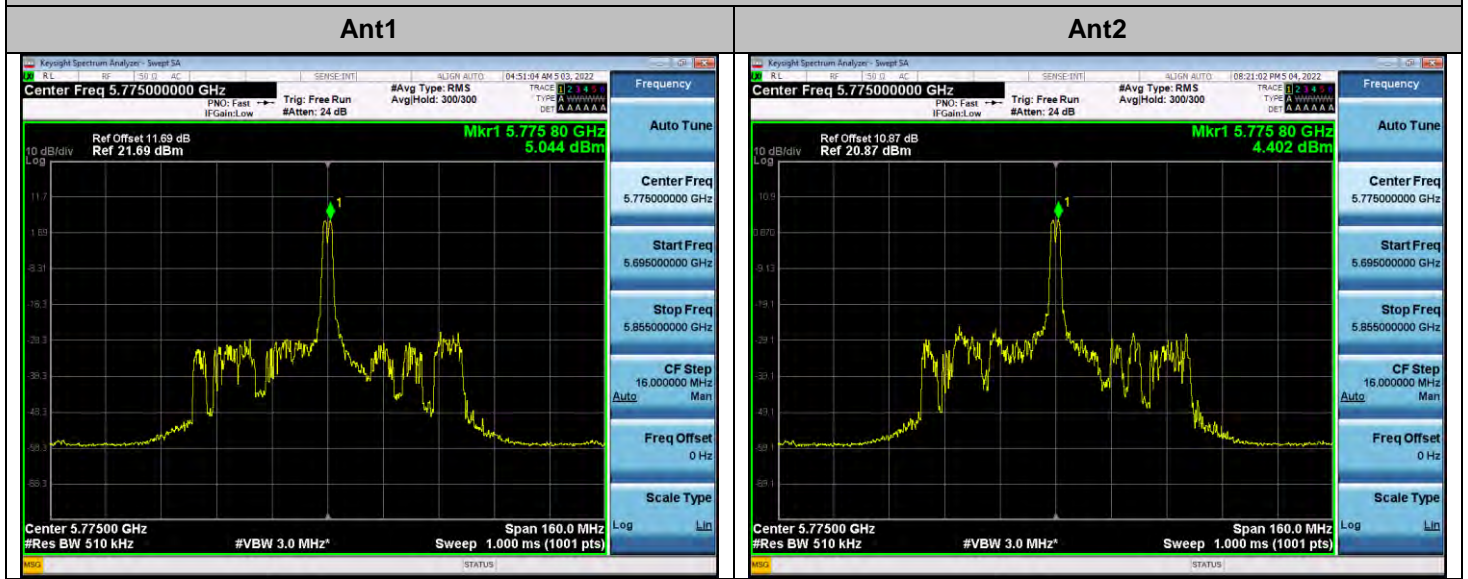 Ant1
Ant2
Keysight Spectrum Analyzer - Swept SA
RL RF 50 Ω AC SENSE:INT ALIGN AUTO 04:51:04 AM 5 03, 2022
Center Freq 5.775000000 GHz
PNO: Fast
IFGain:Low
Trig: Free Run
#Atten: 24 dB
#Avg Type: RMS
Avg|Hold: 300/300
TRACE 1 2 3 4 5 6
TYPE A WWWWW
DET A A A A A A
Ref Offset 11.69 dB
10 dB/div Ref 21.69 dBm
Log
Mkr1 5.775 80 GHz
5.044 dBm
1
11.7
1.69
-8.31
-18.3
-28.3
-38.3
-48.3
-58.3
-68.3
Center 5.77500 GHz
Span 160.0 MHz
#Res BW 510 kHz
#VBW 3.0 MHz*
Sweep 1.000 ms (1001 pts)
MSG
STATUS
Frequency
Auto Tune
Center Freq
5.775000000 GHz
Start Freq
5.695000000 GHz
Stop Freq
5.855000000 GHz
CF Step
16.000000 MHz
Auto Man
Freq Offset
0 Hz
Scale Type
Log Lin
Keysight Spectrum Analyzer - Swept SA
RL RF 50 Ω AC SENSE:INT ALIGN AUTO 08:21:02 PM 5 04, 2022
Center Freq 5.775000000 GHz
PNO: Fast
IFGain:Low
Trig: Free Run
#Atten: 24 dB
#Avg Type: RMS
Avg|Hold: 300/300
TRACE 1 2 3 4 5 6
TYPE A WWWWW
DET A A A A A A
Ref Offset 10.87 dB
10 dB/div Ref 20.87 dBm
Log
Mkr1 5.775 80 GHz
4.402 dBm
1
10.9
0.870
-9.13
-19.1
-29.1
-39.1
-49.1
-59.1
-69.1
Center 5.77500 GHz
Span 160.0 MHz
#Res BW 510 kHz
#VBW 3.0 MHz*
Sweep 1.000 ms (1001 pts)
MSG
STATUS
Frequency
Auto Tune
Center Freq
5.775000000 GHz
Start Freq
5.695000000 GHz
Stop Freq
5.855000000 GHz
CF Step
16.000000 MHz
Auto Man
Freq Offset
0 Hz
Scale Type
Log Lin